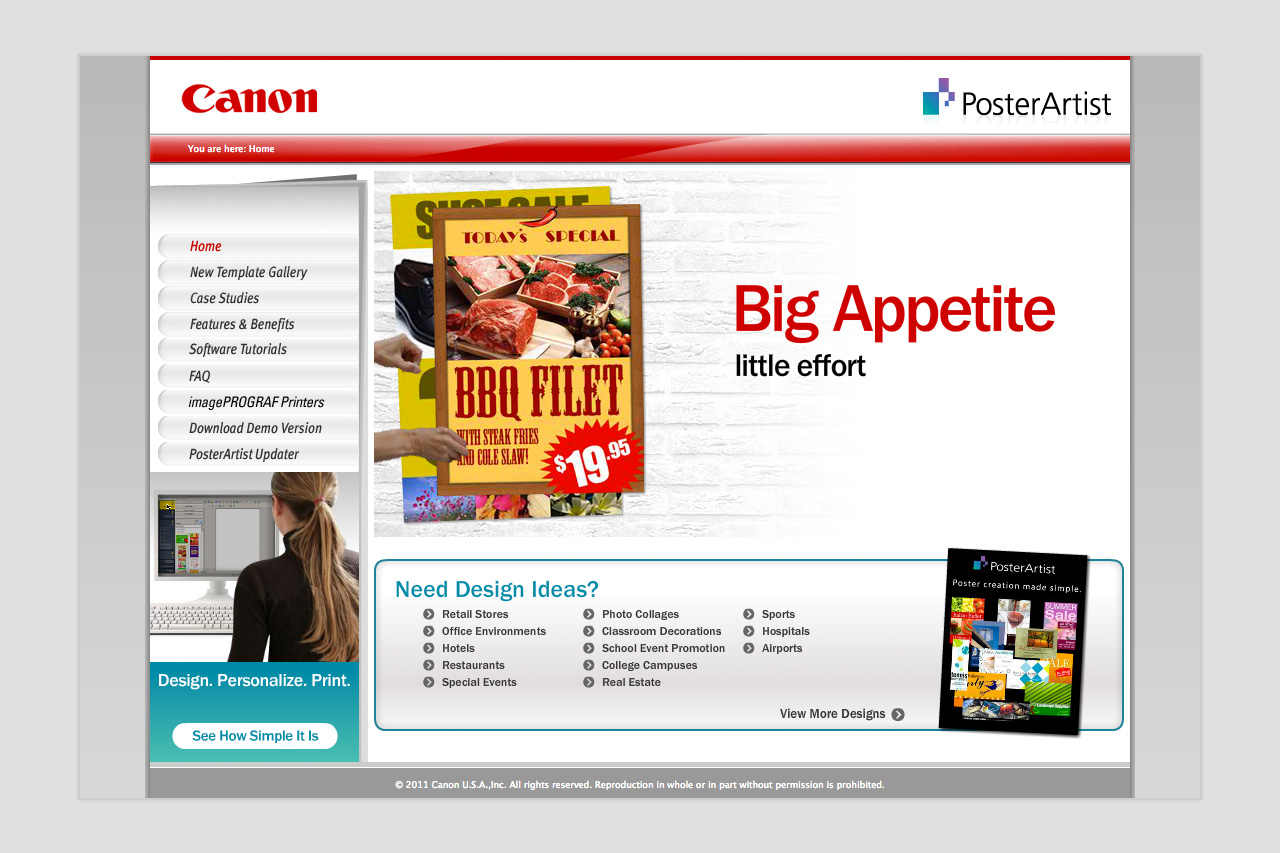 Canon
PosterArtist
You are here: Home
Home
New Template Gallery
Case Studies
Features & Benefits
Software Tutorials
FAQ
imagePROGRAF Printers
Download Demo Version
PosterArtist Updater
Design. Personalize. Print.
See How Simple It Is
SHOE SALE
TODAY'S SPECIAL
BBQ FILET
WITH STEAK FRIES
AND COLE SLAW!
$19.95
Big Appetite
little effort
Need Design Ideas?
Retail Stores
Office Environments
Hotels
Restaurants
Special Events
Photo Collages
Classroom Decorations
School Event Promotion
College Campuses
Real Estate
Sports
Hospitals
Airports
View More Designs
PosterArtist
Poster creation made simple.
SUMMER
Sale
© 2011 Canon U.S.A.,Inc. All rights reserved. Reproduction in whole or in part without permission is prohibited.